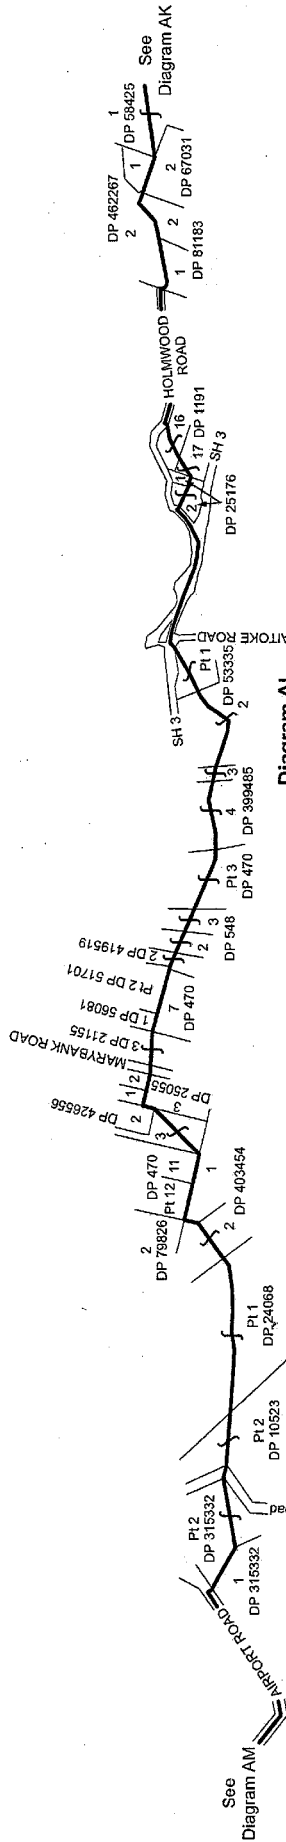 See
Diagram AK
1
DP 58425
DP 462267
1
2
2
DP 67031
2
1
DP 81183
HOLMWOOD
ROAD
16
DP 1191
17
1
2
SH 3
DP 25176
SH 3
Pt 1
DP 53335
2
3
4
DP 399485
Pt 3
DP 470
3
2
DP 548
2 DP 419519
Pt 2 DP 51701
7
DP 470
1 DP 56081
3 DP 21155
MARYBANK ROAD
2
1
DP 25055
3
DP 426556
2
3
DP 470
Pt 12
11
1
2
DP 79826
DP 403454
2
Pt 1
DP 24068
Pt 2
DP 10523
Pt 2
DP 315332
1
DP 315332
AIRPORT ROAD
See
Diagram AM